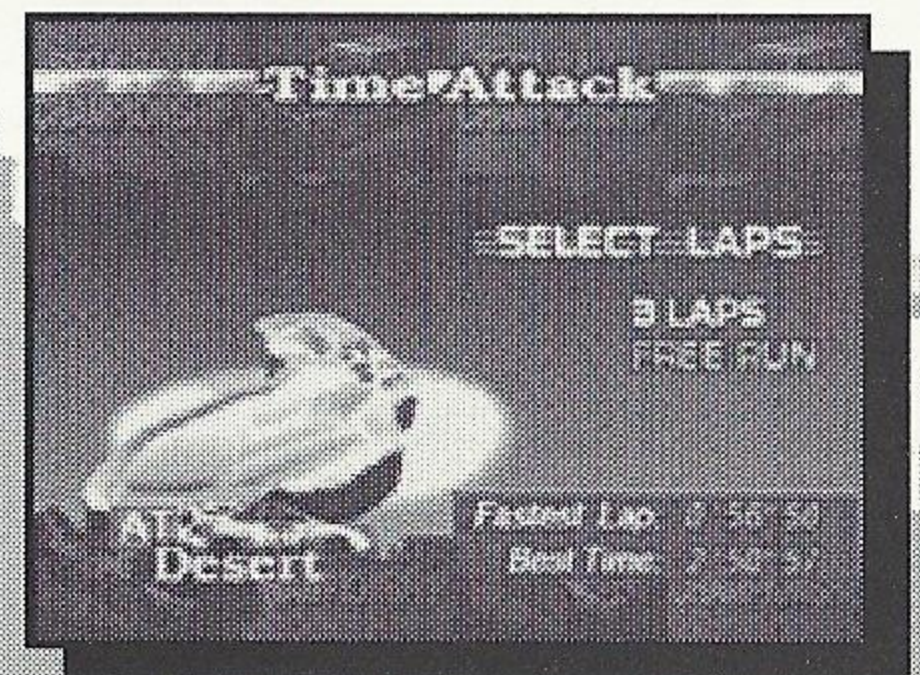 Time Attack
SELECT LAPS
3 LAPS
FREE RUN
Fastest Lap:
Best Time:
Desert